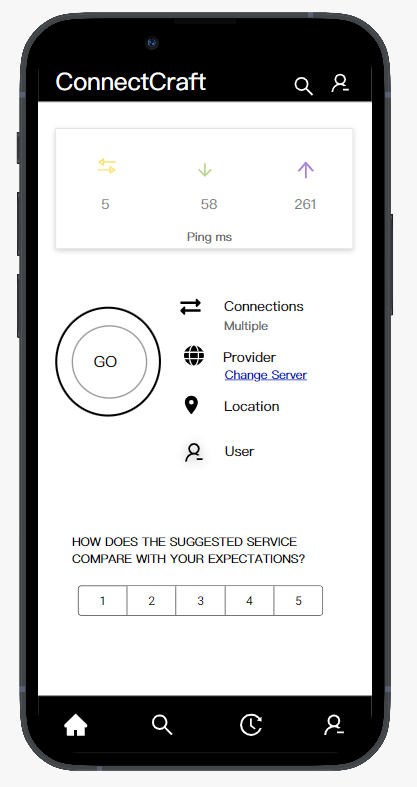 ConnectCraft
5 58 261
Ping ms
Connections
Multiple
GO
Provider
Change Server
Location
User
HOW DOES THE SUGGESTED SERVICE
COMPARE WITH YOUR EXPECTATIONS?
1 2 3 4 5